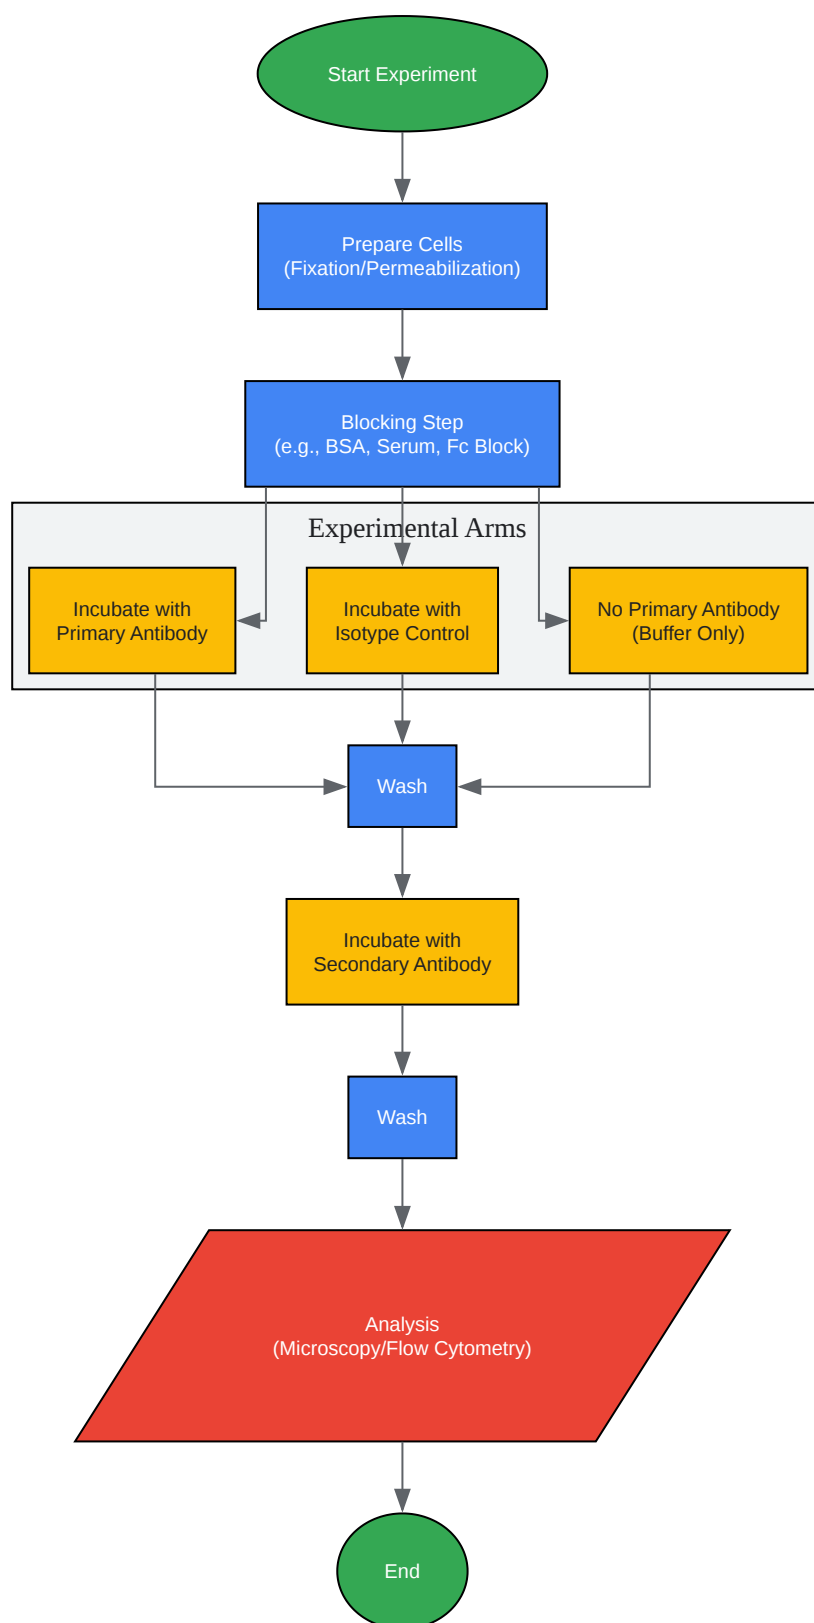 Start Experiment
Prepare Cells
(Fixation/Permeabilization)
Blocking Step
(e.g., BSA, Serum, Fc Block)
Experimental Arms
Incubate with
Primary Antibody
Incubate with
Isotype Control
No Primary Antibody
(Buffer Only)
Wash
Incubate with
Secondary Antibody
Wash
Analysis
(Microscopy/Flow Cytometry)
End